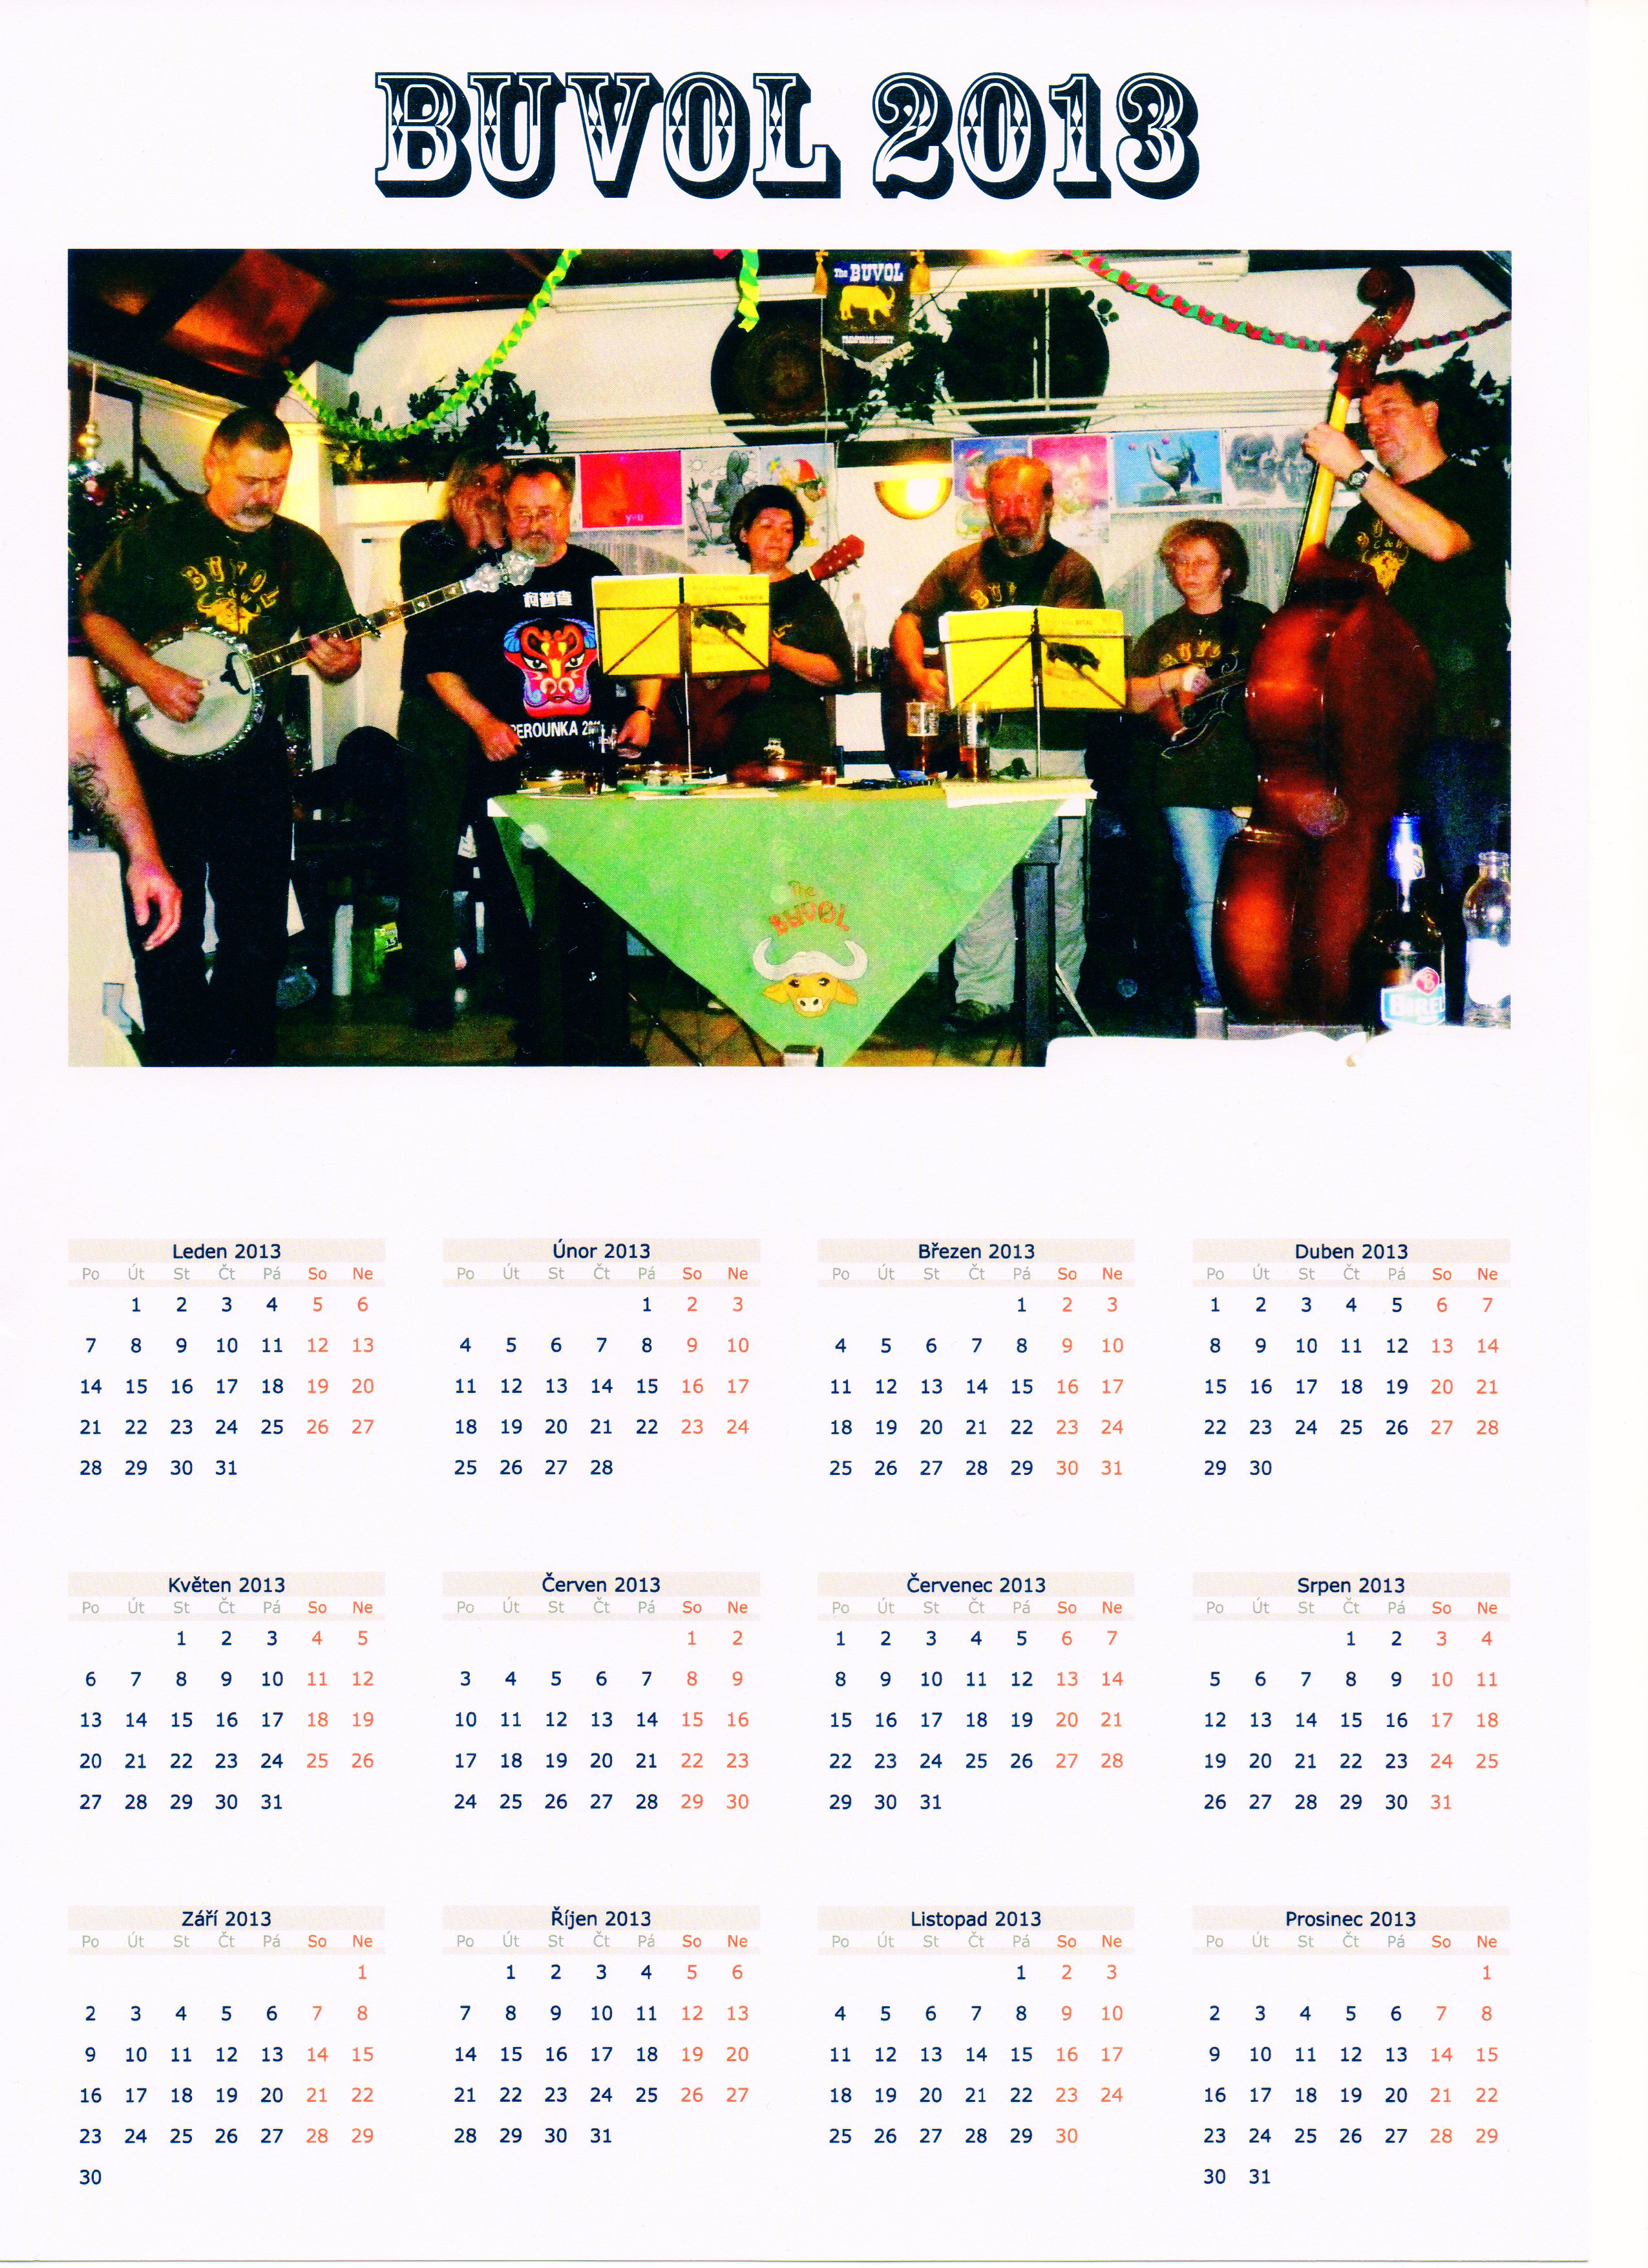 BUVOL 2013
The BUVOL
you
BUVOL
柯普雷
PEROUNKA
BUV
BUVOL
The
BUVOL
Leden 2013
Po Út St Čt Pá So Ne
1 2 3 4 5 6
7 8 9 10 11 12 13
14 15 16 17 18 19 20
21 22 23 24 25 26 27
28 29 30 31
Únor 2013
Po Út St Čt Pá So Ne
1 2 3
4 5 6 7 8 9 10
11 12 13 14 15 16 17
18 19 20 21 22 23 24
25 26 27 28
Březen 2013
Po Út St Čt Pá So Ne
1 2 3
4 5 6 7 8 9 10
11 12 13 14 15 16 17
18 19 20 21 22 23 24
25 26 27 28 29 30 31
Duben 2013
Po Út St Čt Pá So Ne
1 2 3 4 5 6 7
8 9 10 11 12 13 14
15 16 17 18 19 20 21
22 23 24 25 26 27 28
29 30
Květen 2013
Po Út St Čt Pá So Ne
1 2 3 4 5
6 7 8 9 10 11 12
13 14 15 16 17 18 19
20 21 22 23 24 25 26
27 28 29 30 31
Červen 2013
Po Út St Čt Pá So Ne
1 2
3 4 5 6 7 8 9
10 11 12 13 14 15 16
17 18 19 20 21 22 23
24 25 26 27 28 29 30
Červenec 2013
Po Út St Čt Pá So Ne
1 2 3 4 5 6 7
8 9 10 11 12 13 14
15 16 17 18 19 20 21
22 23 24 25 26 27 28
29 30 31
Srpen 2013
Po Út St Čt Pá So Ne
1 2 3 4
5 6 7 8 9 10 11
12 13 14 15 16 17 18
19 20 21 22 23 24 25
26 27 28 29 30 31
Září 2013
Po Út St Čt Pá So Ne
1
2 3 4 5 6 7 8
9 10 11 12 13 14 15
16 17 18 19 20 21 22
23 24 25 26 27 28 29
30
Říjen 2013
Po Út St Čt Pá So Ne
1 2 3 4 5 6
7 8 9 10 11 12 13
14 15 16 17 18 19 20
21 22 23 24 25 26 27
28 29 30 31
Listopad 2013
Po Út St Čt Pá So Ne
1 2 3
4 5 6 7 8 9 10
11 12 13 14 15 16 17
18 19 20 21 22 23 24
25 26 27 28 29 30
Prosinec 2013
Po Út St Čt Pá So Ne
1
2 3 4 5 6 7 8
9 10 11 12 13 14 15
16 17 18 19 20 21 22
23 24 25 26 27 28 29
30 31